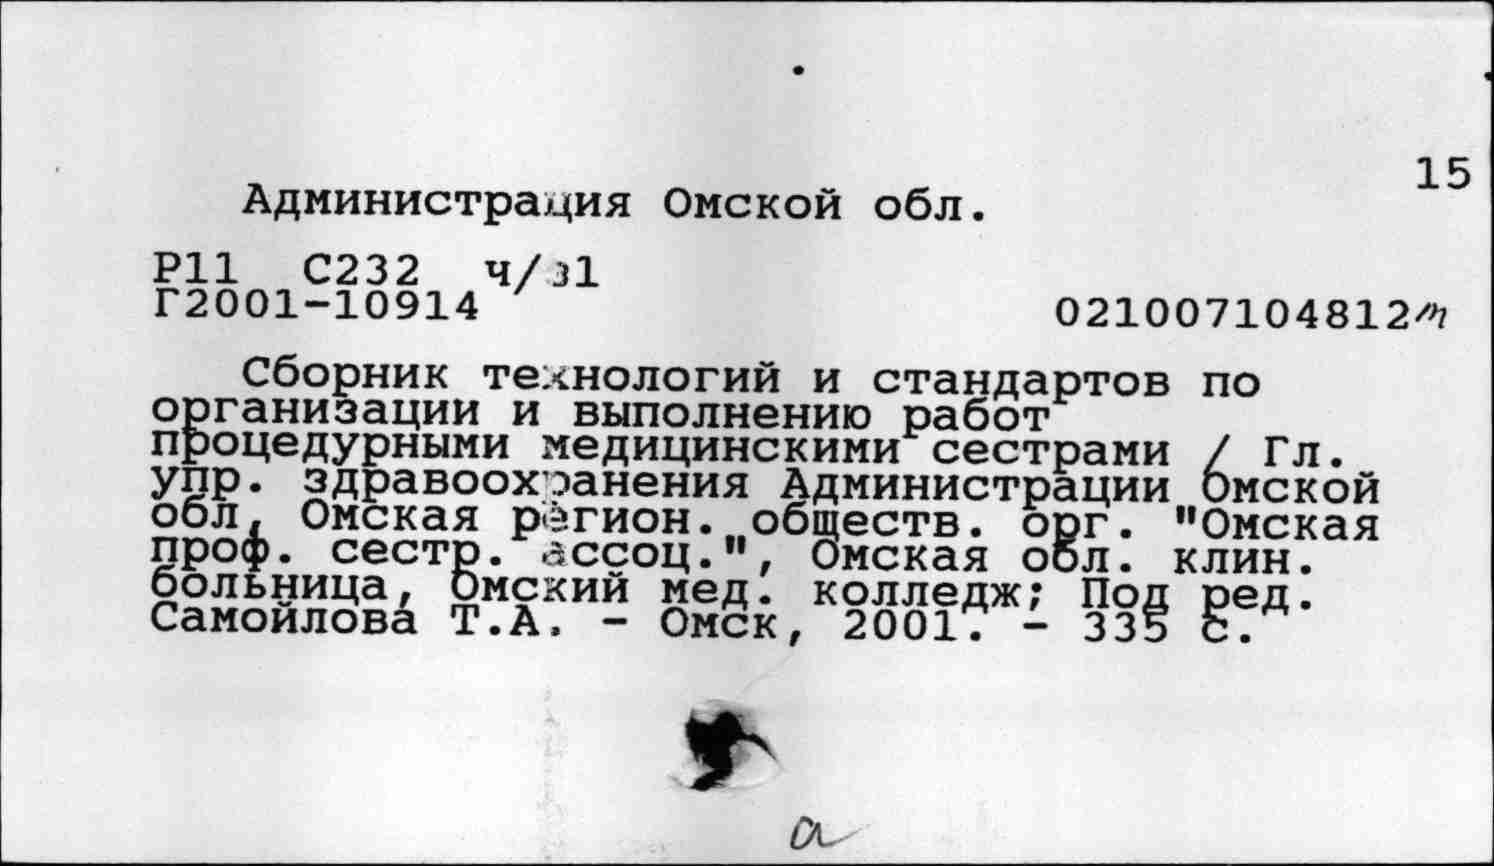 15
Администрация Омской обл.
Р11 С232 ч/з1
Г2001-10914 021007104812
Сборник технологий и стандартов по
организации и выполнению работ
процедурными медицинскими сестрами / Гл.
упр. здравоохранения Администрации Омской
обл, Омская регион. обществ. орг. "Омская
проф. сестр. ассоц.", Омская обл. клин.
больница, Омский мед. колледж; Под ред.
Самойлова Т.А. - Омск, 2001. - 335 с.
а